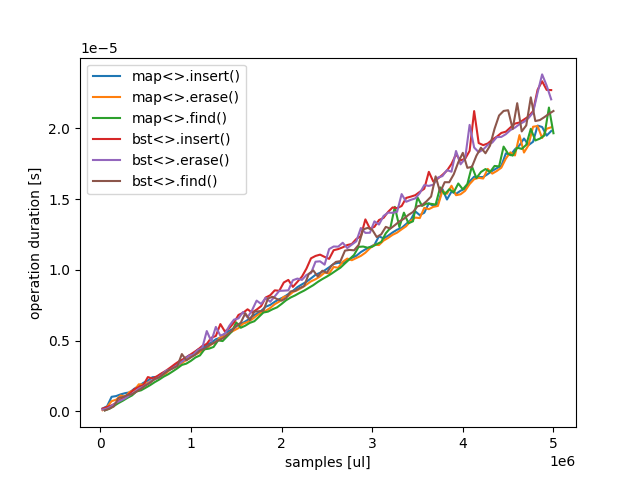 1e−5
map<>.insert()
map<>.erase()
map<>.find()
bst<>.insert()
bst<>.erase()
bst<>.find()
2.0
1.5
1.0
0.5
0.0
operation duration [s]
0 1 2 3 4 5
samples [ul]
1e6